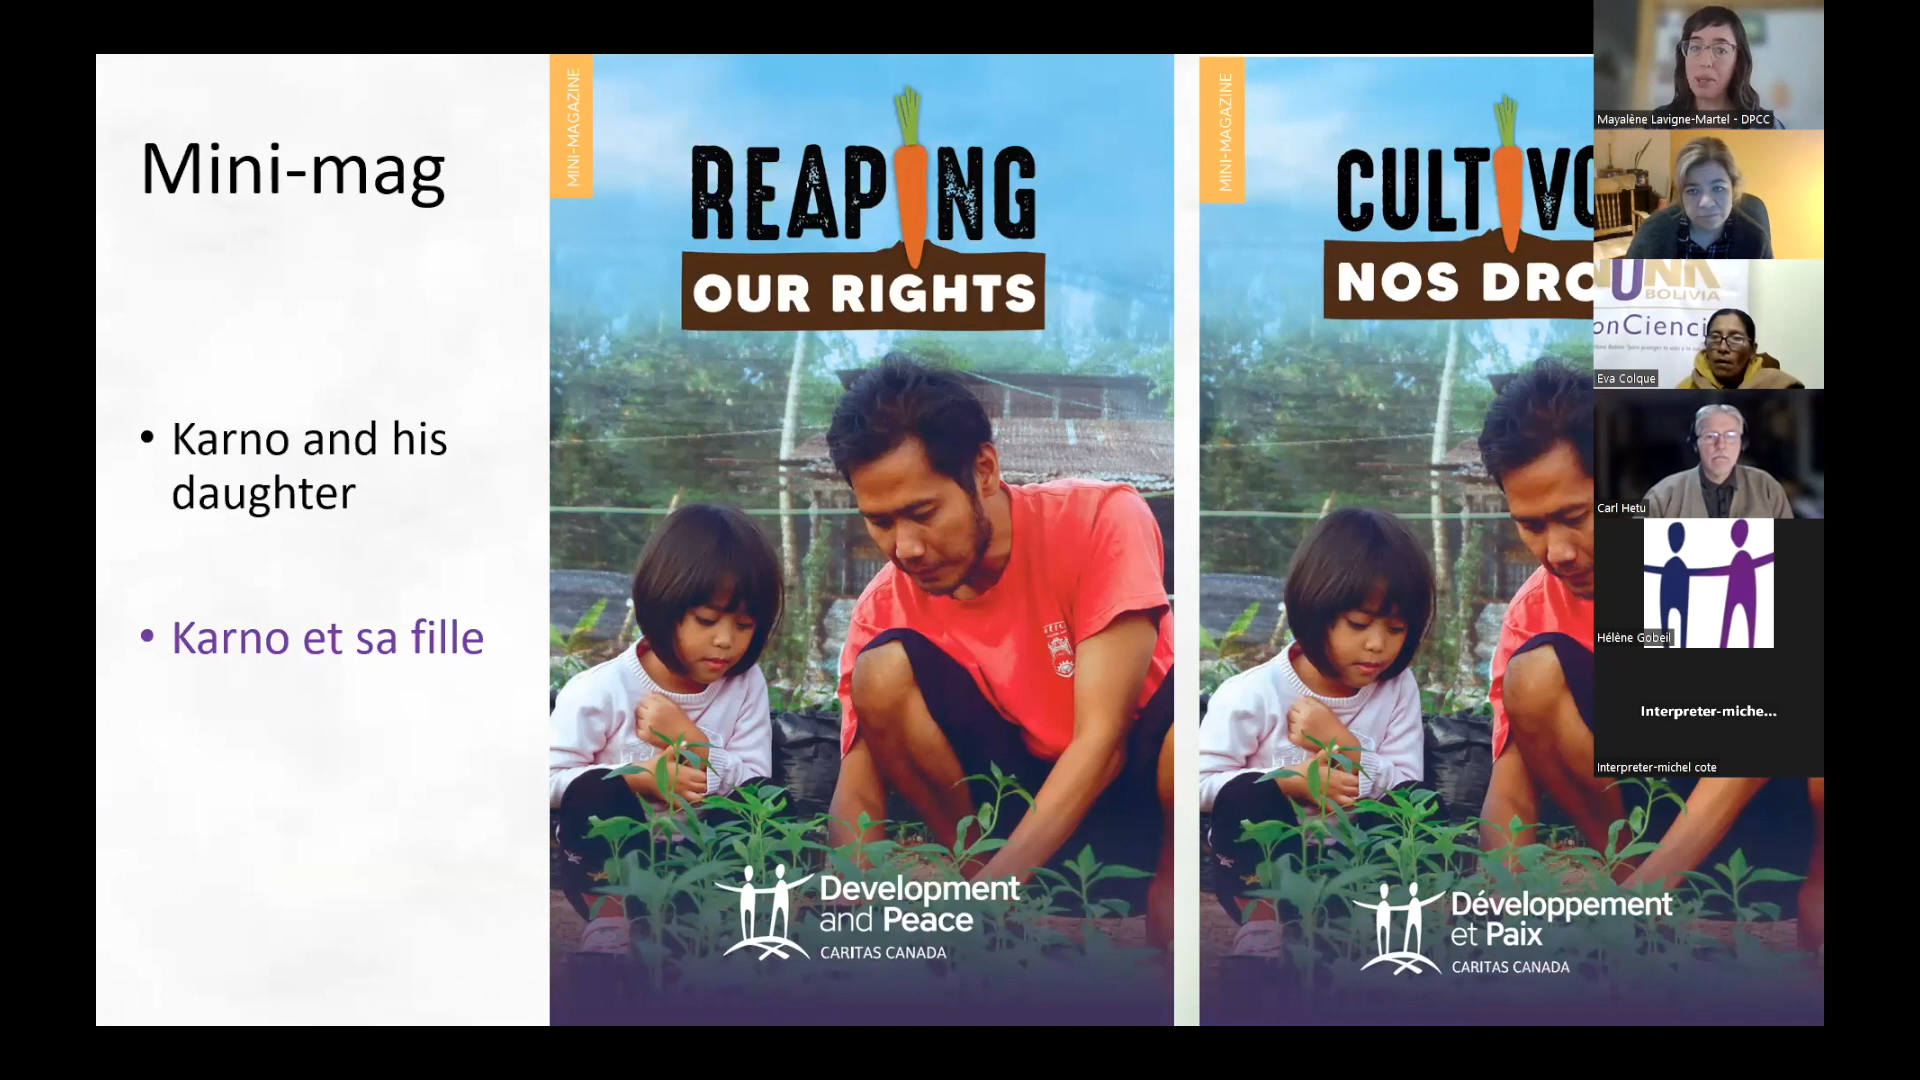 Mini-mag
• Karno and his
daughter
• Karno et sa fille
MINI-MAGAZINE
REAPING
OUR RIGHTS
Development
and Peace
CARITAS CANADA
MINI-MAGAZINE
CULTIVO
NOS DRO
Développement
et Paix
CARITAS CANADA
Mayalène Lavigne-Martel - DPCC
BOLIVIA
onCienci
Eva Colque
Carl Hetu
Hélène Gobeil
Interpreter-miche...
Interpreter-michel cote